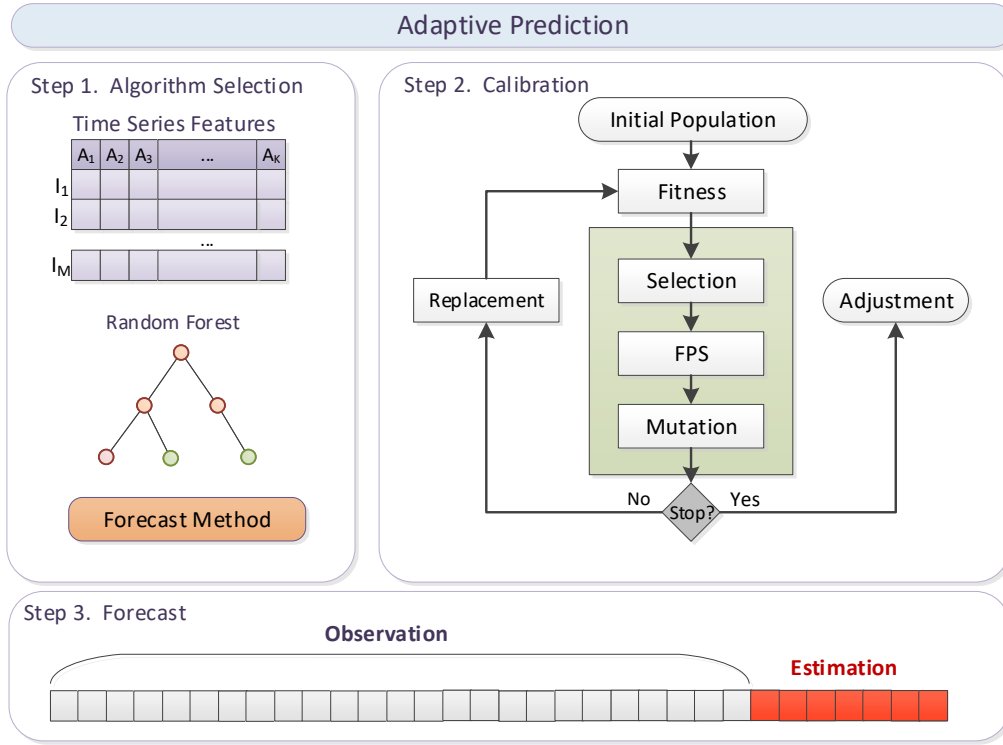 Adaptive Prediction
Step 1. Algorithm Selection
Time Series Features
A1 A2 A3 ... AK
I1
I2
...
IM
Random Forest
Forecast Method
Step 2. Calibration
Initial Population
Fitness
Selection
Replacement
Adjustment
FPS
Mutation
No
Yes
Stop?
Step 3. Forecast
Observation
Estimation